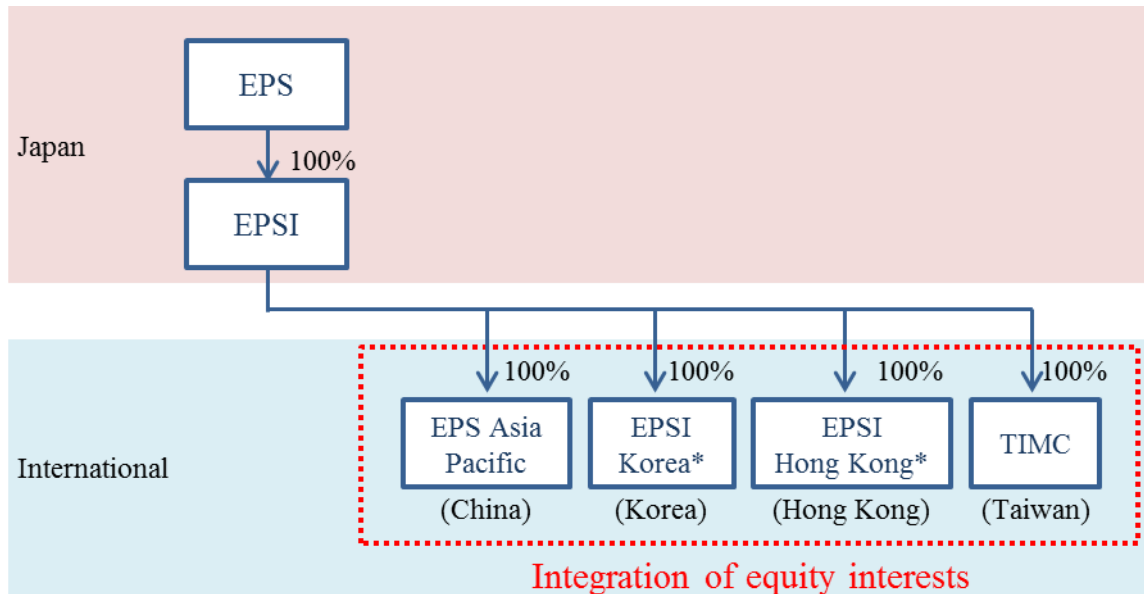 EPS
Japan
100%
EPSI
100%
100%
100%
100%
EPS Asia
Pacific
EPSI
Korea*
EPSI
Hong Kong*
TIMC
International
(China)
(Korea)
(Hong Kong)
(Taiwan)
Integration of equity interests